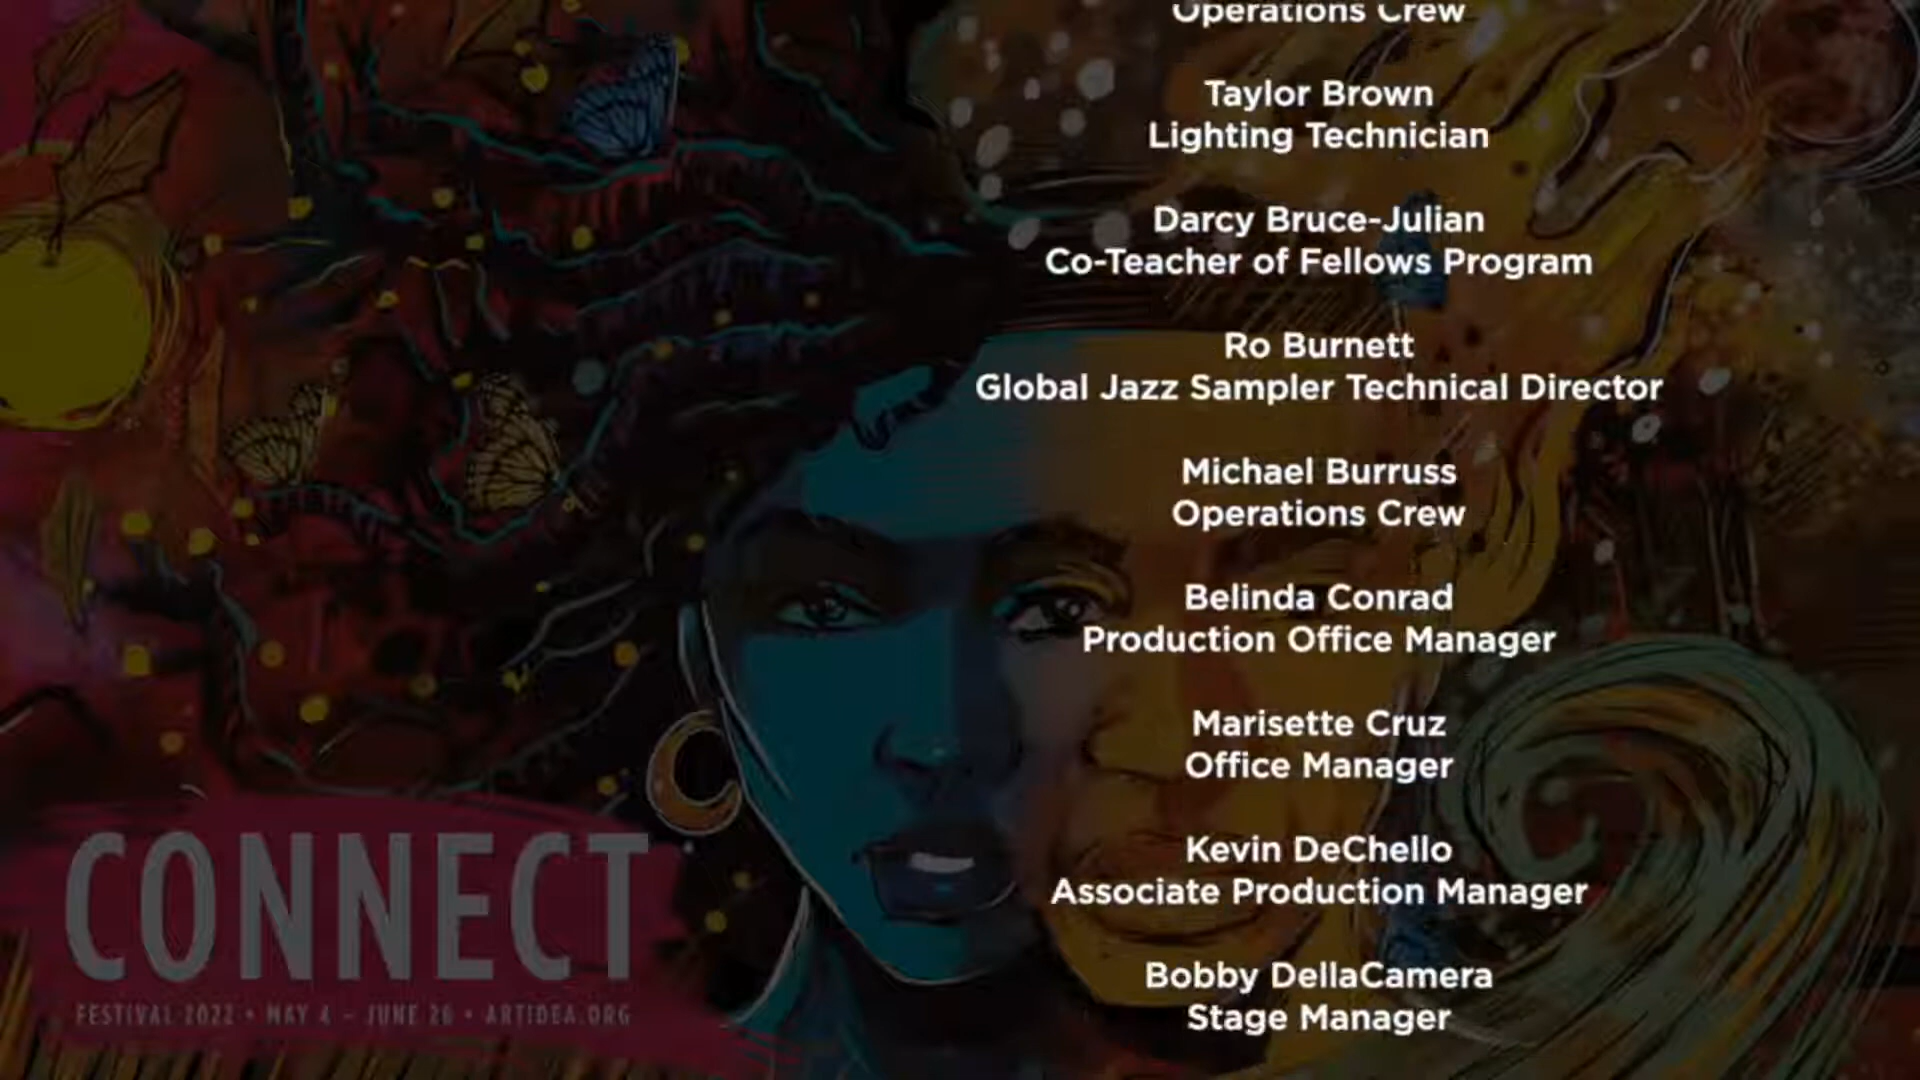 Operations Crew
Taylor Brown
Lighting Technician
Darcy Bruce-Julian
Co-Teacher of Fellows Program
Ro Burnett
Global Jazz Sampler Technical Director
Michael Burruss
Operations Crew
Belinda Conrad
Production Office Manager
Marisette Cruz
Office Manager
Kevin DeChello
Associate Production Manager
Bobby DellaCamera
Stage Manager
CONNECT
FESTIVAL 2022 • MAY 4 – JUNE 26 • ARTIDEA.ORG